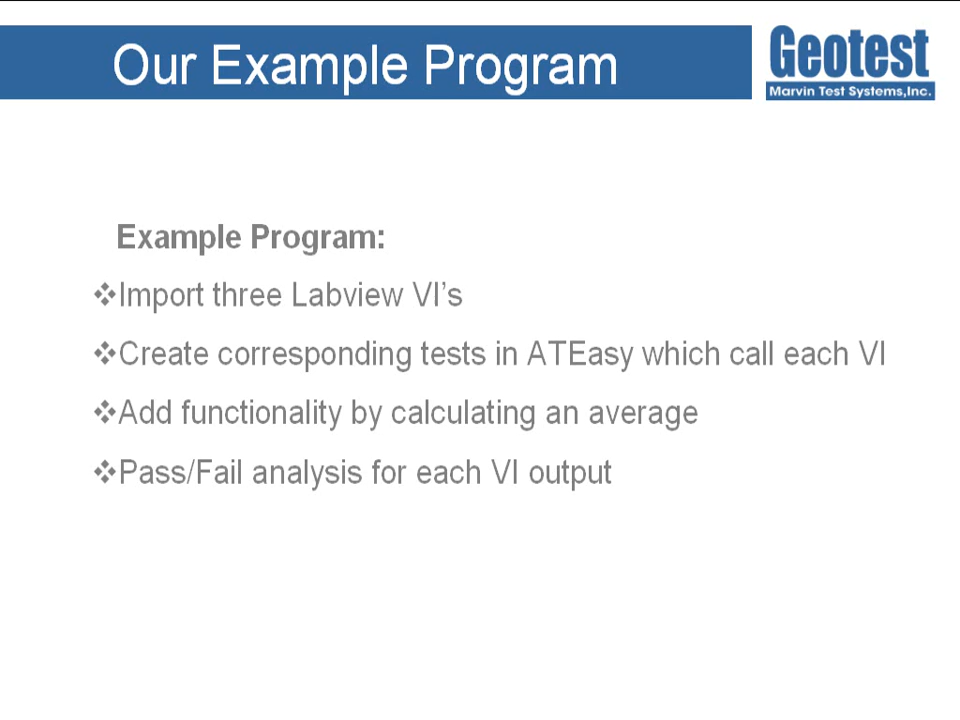 Our Example Program
Geotest
Marvin Test Systems,Inc.
Example Program:
❖Import three Labview VI's
❖Create corresponding tests in ATEasy which call each VI
❖Add functionality by calculating an average
❖Pass/Fail analysis for each VI output